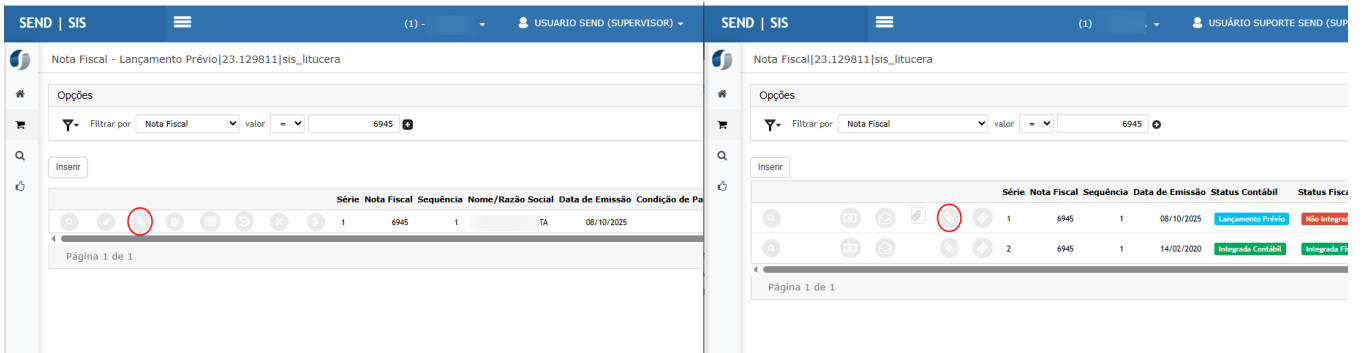 SEND | SIS
(1) -
USUARIO SEND (SUPERVISOR)
Nota Fiscal - Lançamento Prévio|23.129811|sis_litucera
Opções
Filtrar por Nota Fiscal valor = 6945
Inserir
Série Nota Fiscal Sequência Nome/Razão Social Data de Emissão Condição de Pa
1 6945 1 TA 08/10/2025
Página 1 de 1
SEND | SIS
(1)
USUÁRIO SUPORTE SEND (SUP
Nota Fiscal|23.129811|sis_litucera
Opções
Filtrar por Nota Fiscal valor = 6945
Inserir
Série Nota Fiscal Sequência Data de Emissão Status Contábil Status Fisca
1 6945 1 08/10/2025 Lançamento Prévio Não Integrad
2 6945 1 14/02/2020 Integrada Contábil Integrada Fi
Página 1 de 1